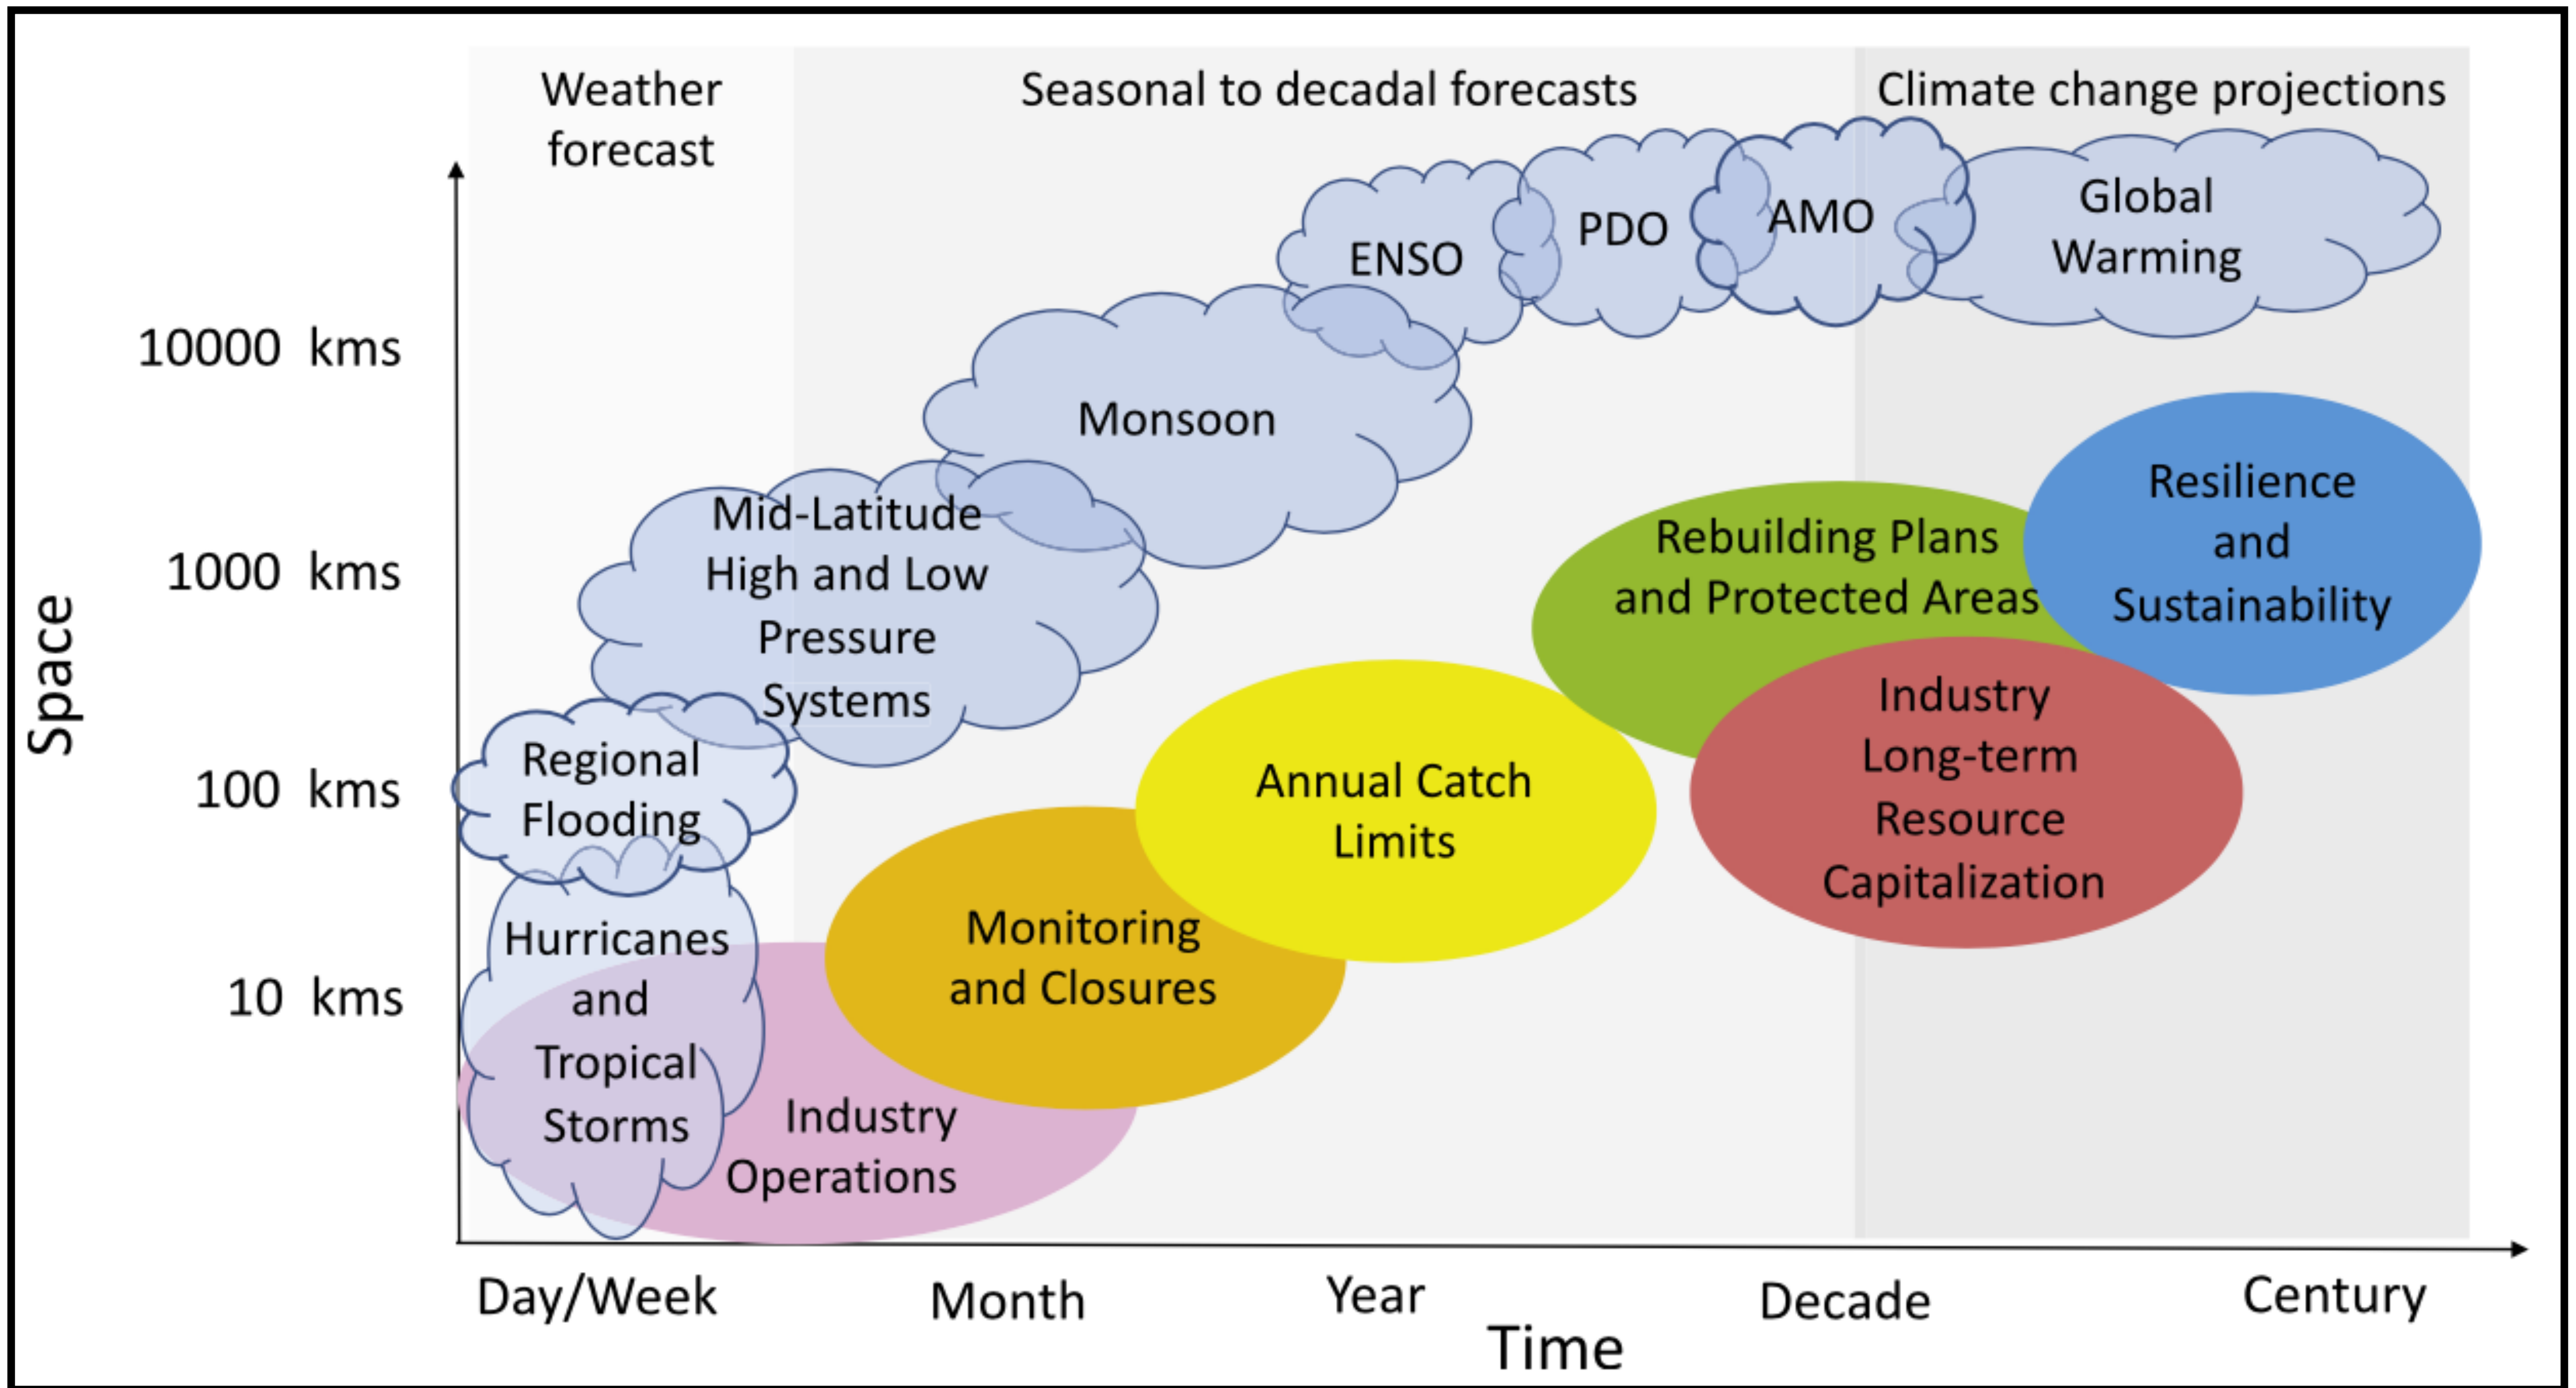 Weather
forecast
Seasonal to decadal forecasts
Climate change projections
ENSO
PDO
AMO
Global
Warming
10000 kms
Monsoon
Mid-Latitude
High and Low
Pressure
Systems
1000 kms
Resilience
and
Sustainability
Rebuilding Plans
and Protected Areas
Space
Regional
Flooding
100 kms
Annual Catch
Limits
Industry
Long-term
Resource
Capitalization
Hurricanes
and
Tropical
Storms
10 kms
Monitoring
and Closures
Industry
Operations
Day/Week
Month
Year
Decade
Century
Time